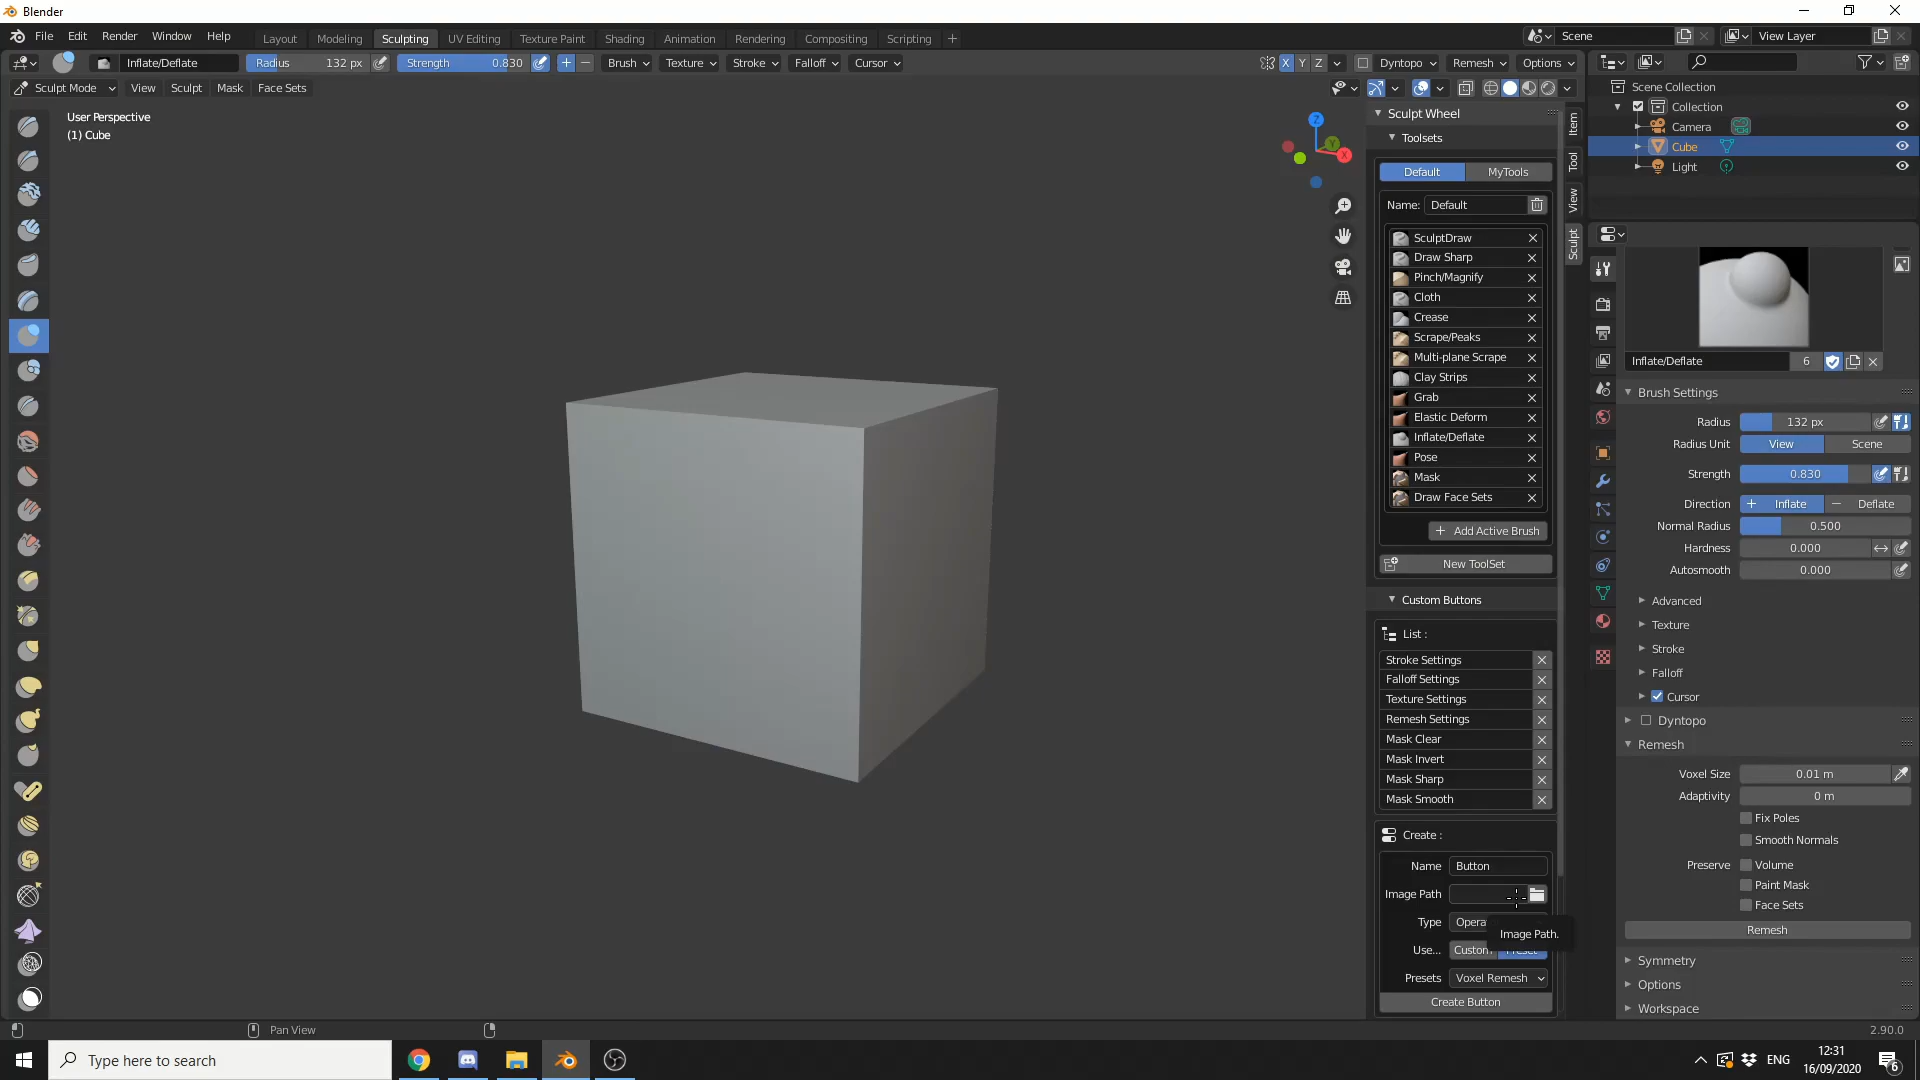 Blender
File Edit Render Window Help Layout Modeling Sculpting UV Editing Texture Paint Shading Animation Rendering Compositing Scripting + Scene View Layer
Inflate/Deflate Radius 132 px Strength 0.830 + − Brush Texture Stroke Falloff Cursor X Y Z Dyntopo Remesh Options
Sculpt Mode View Sculpt Mask Face Sets
User Perspective
(1) Cube
Z
Y
X
Sculpt Wheel
Toolsets
Default MyTools
Name: Default
SculptDraw
Draw Sharp
Pinch/Magnify
Cloth
Crease
Scrape/Peaks
Multi-plane Scrape
Clay Strips
Grab
Elastic Deform
Inflate/Deflate
Pose
Mask
Draw Face Sets
+ Add Active Brush
New ToolSet
Custom Buttons
List :
Stroke Settings
Falloff Settings
Texture Settings
Remesh Settings
Mask Clear
Mask Invert
Mask Sharp
Mask Smooth
Create :
Name Button
Image Path
Type Opera
Image Path.
Use... Custom Preset
Presets Voxel Remesh
Create Button
Item
Tool
View
Sculpt
Scene Collection
Collection
Camera
Cube
Light
Inflate/Deflate 6
Brush Settings
Radius 132 px
Radius Unit View Scene
Strength 0.830
Direction + Inflate − Deflate
Normal Radius 0.500
Hardness 0.000
Autosmooth 0.000
Advanced
Texture
Stroke
Falloff
Cursor
Dyntopo
Remesh
Voxel Size 0.01 m
Adaptivity 0 m
Fix Poles
Smooth Normals
Preserve Volume
Paint Mask
Face Sets
Remesh
Symmetry
Options
Workspace
Pan View 2.90.0
Type here to search
ENG
12:31
16/09/2020
6